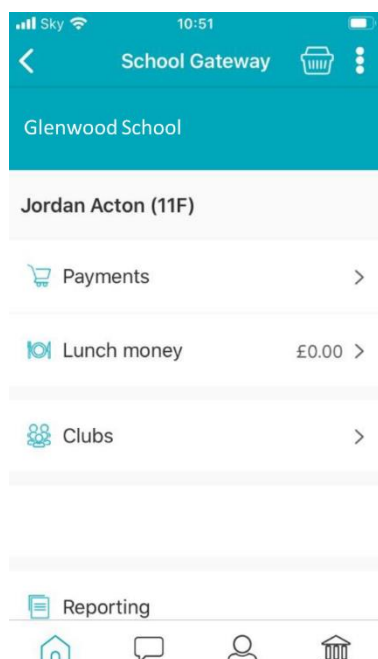 Sky 10:51
School Gateway
Glenwood School
Jordan Acton (11F)
Payments
Lunch money £0.00
Clubs
Reporting